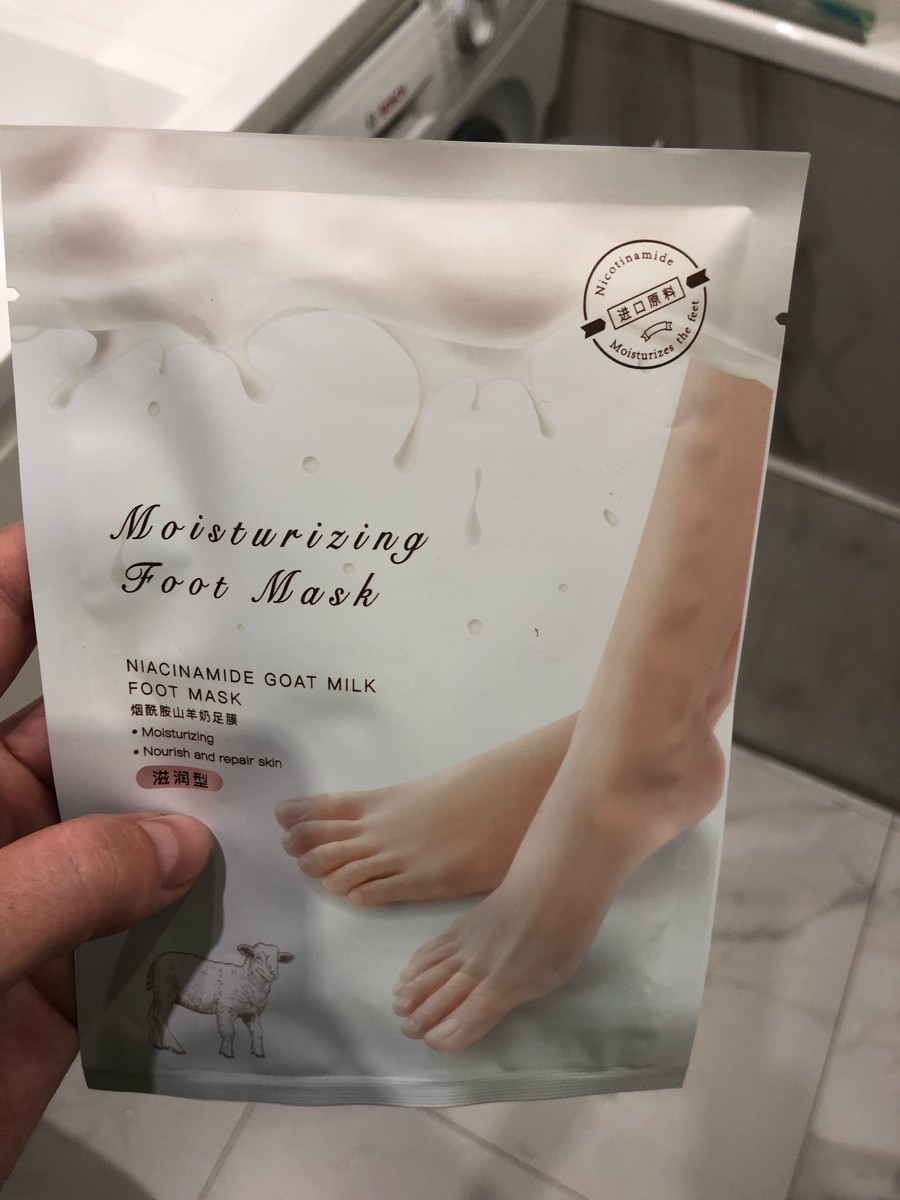 Nicotinamide
进口原料
Moisturizes the feet
Moisturizing
Foot Mask
NIACINAMIDE GOAT MILK
FOOT MASK
烟酰胺山羊奶足膜
• Moisturizing
• Nourish and repair skin
滋润型